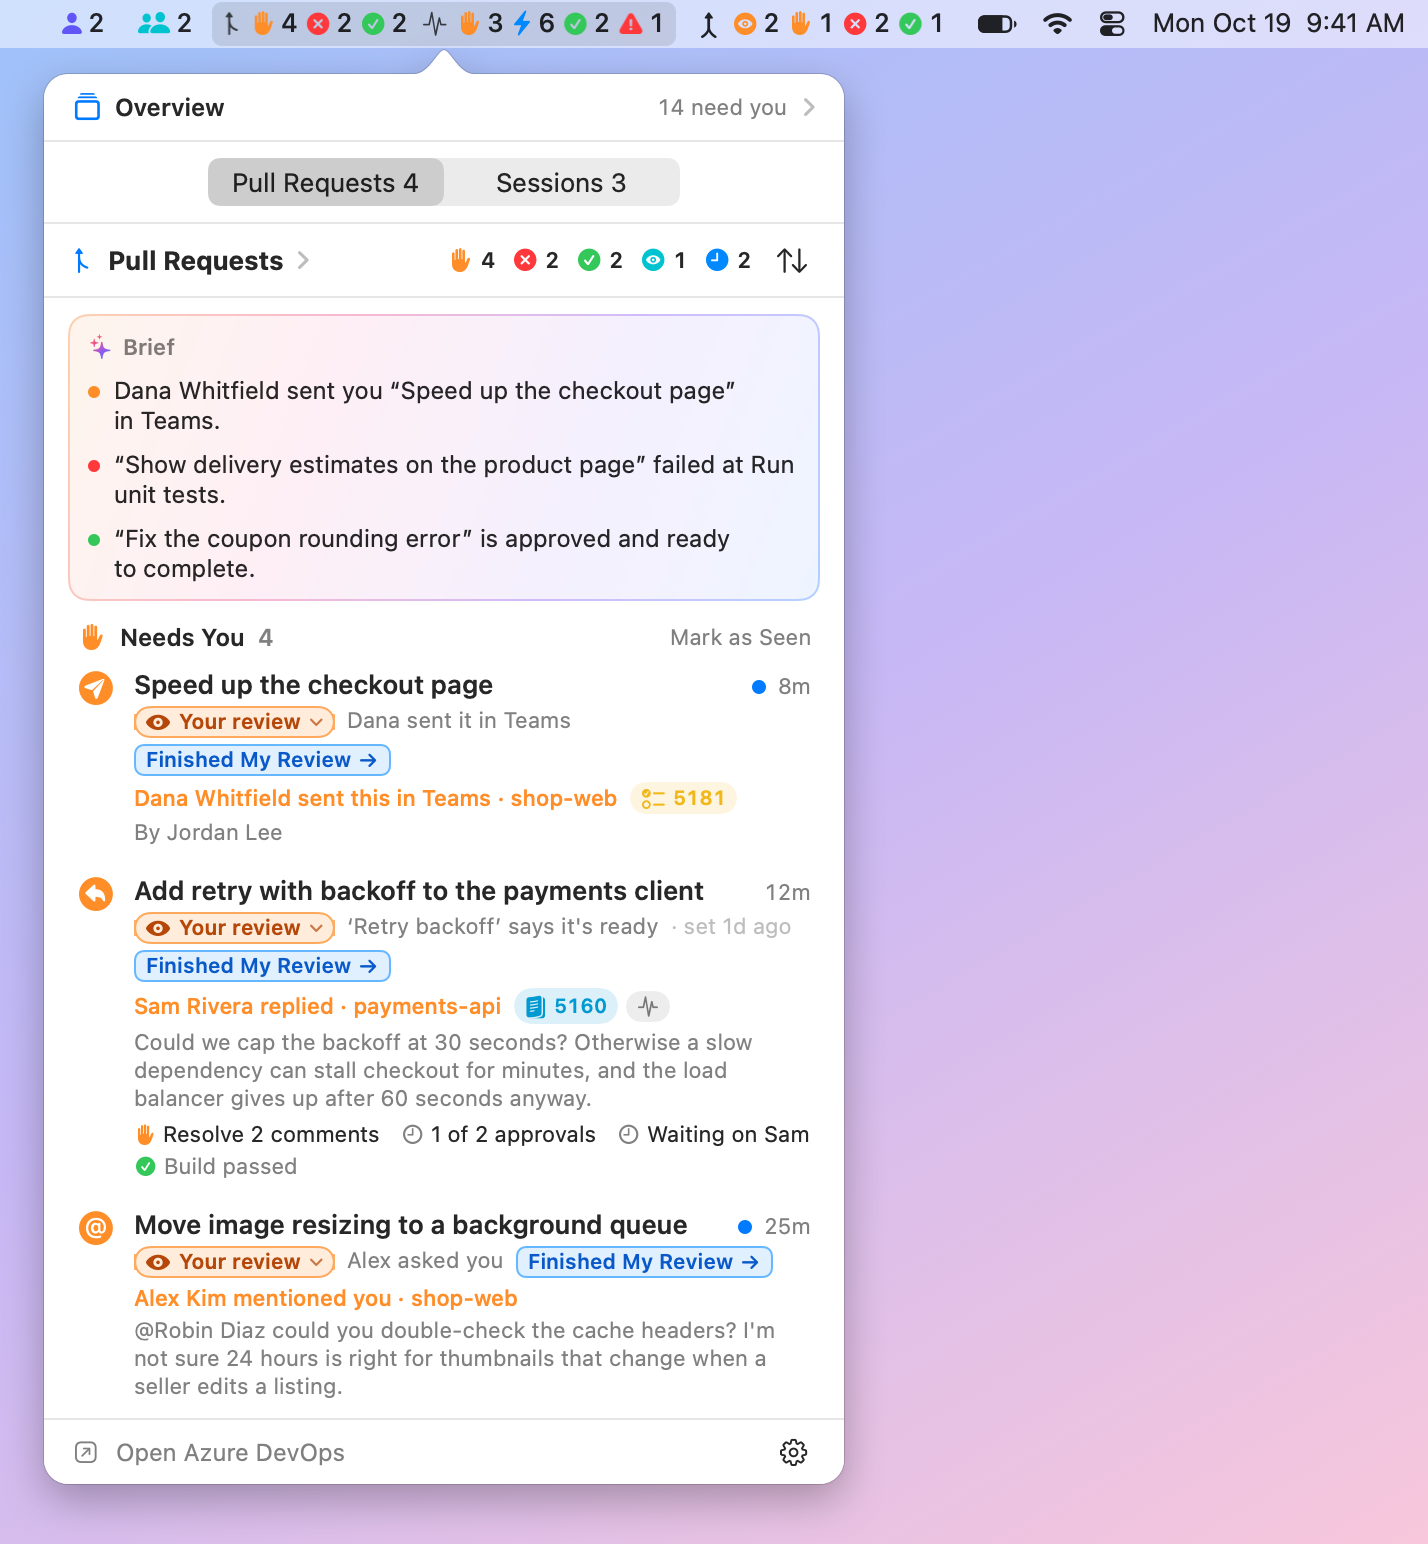 2 2 4 2 2 3 6 2 1 2 1 2 1 Mon Oct 19 9:41 AM
Overview 14 need you
Pull Requests 4 Sessions 3
Pull Requests 4 2 2 1 2
Brief
Dana Whitfield sent you “Speed up the checkout page”
in Teams.
“Show delivery estimates on the product page” failed at Run
unit tests.
“Fix the coupon rounding error” is approved and ready
to complete.
Needs You 4 Mark as Seen
Speed up the checkout page 8m
Your review Dana sent it in Teams
Finished My Review →
Dana Whitfield sent this in Teams · shop-web 5181
By Jordan Lee
Add retry with backoff to the payments client 12m
Your review ‘Retry backoff’ says it's ready · set 1d ago
Finished My Review →
Sam Rivera replied · payments-api 5160
Could we cap the backoff at 30 seconds? Otherwise a slow
dependency can stall checkout for minutes, and the load
balancer gives up after 60 seconds anyway.
Resolve 2 comments 1 of 2 approvals Waiting on Sam
Build passed
@ Move image resizing to a background queue 25m
Your review Alex asked you Finished My Review →
Alex Kim mentioned you · shop-web
@Robin Diaz could you double-check the cache headers? I'm
not sure 24 hours is right for thumbnails that change when a
seller edits a listing.
Open Azure DevOps